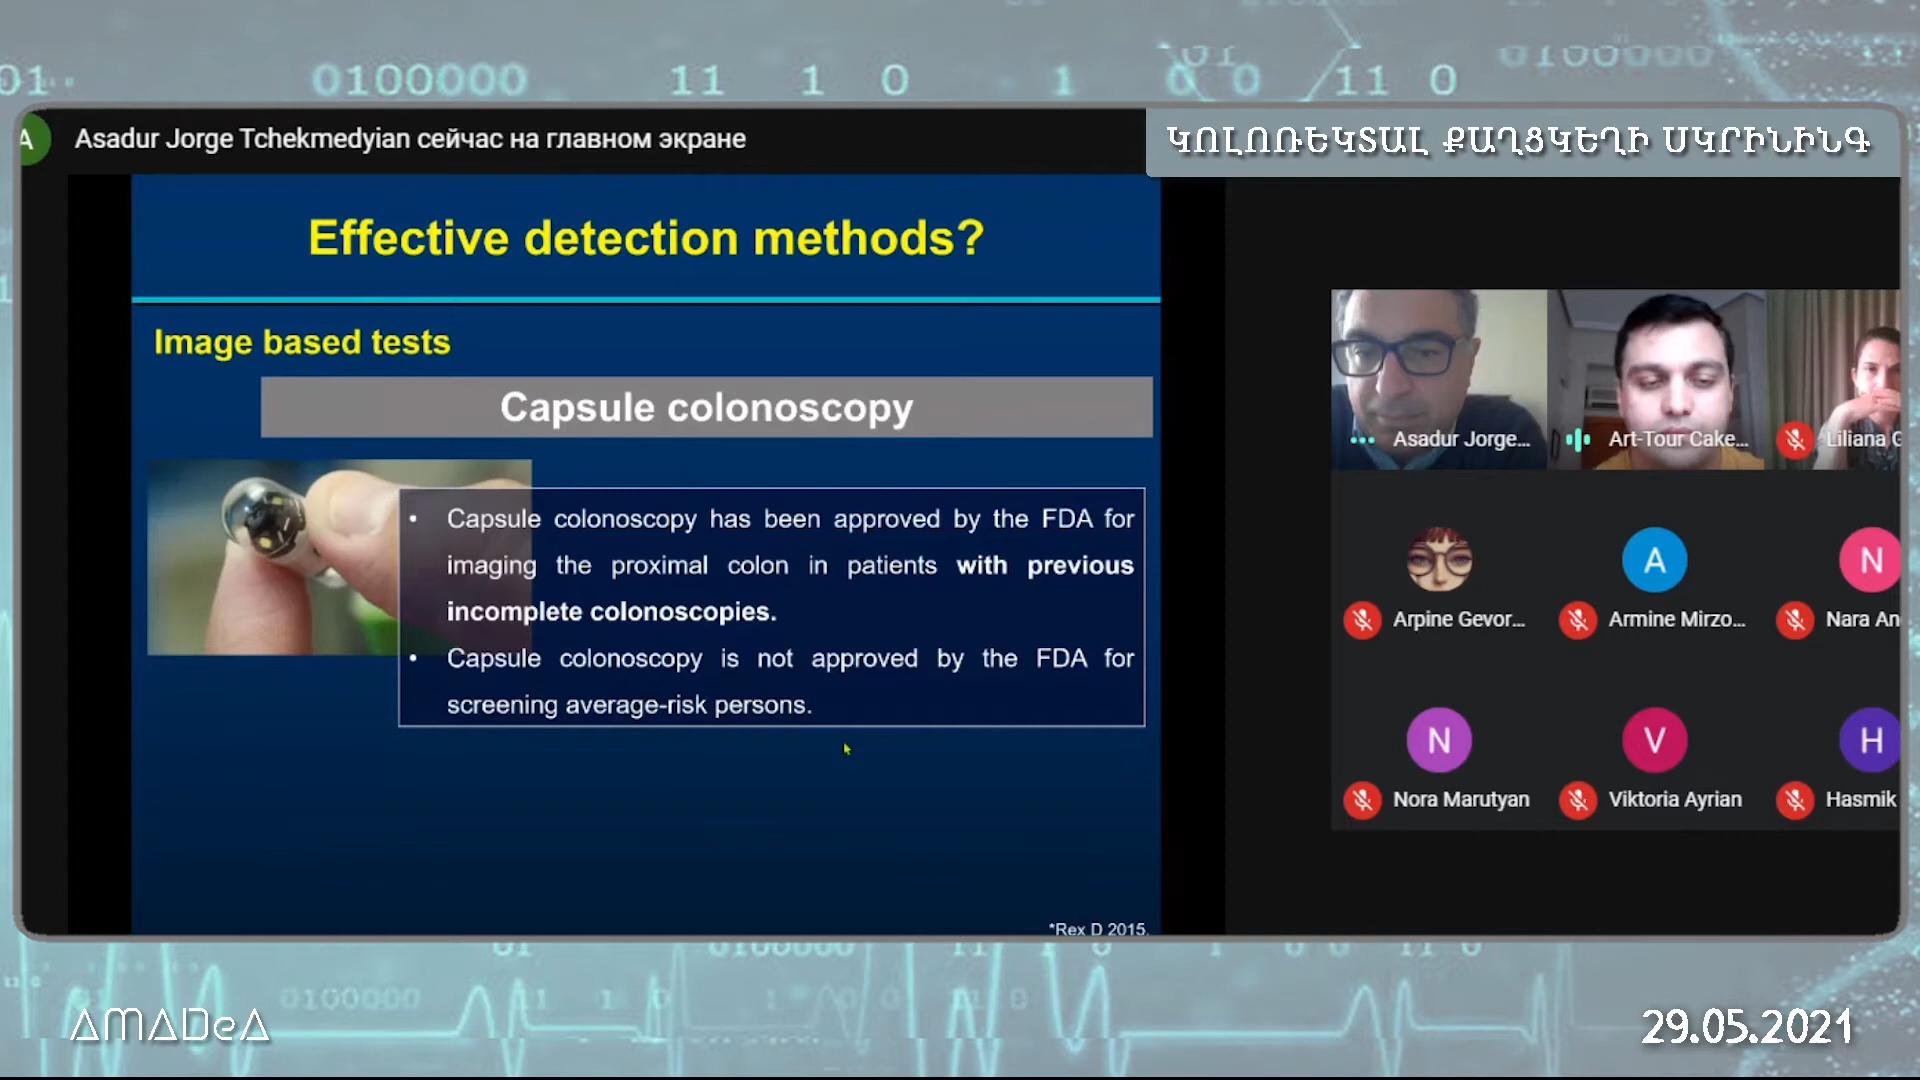 Asadur Jorge Tchekmedyian сейчас на главном экране
ԿՈԼՈՌԵԿՏԱԼ ՔԱՂՑԿԵՂԻ ՍԿՐԻՆԻՆԳ
Effective detection methods?
Image based tests
Capsule colonoscopy
• Capsule colonoscopy has been approved by the FDA for
imaging the proximal colon in patients with previous
incomplete colonoscopies.
• Capsule colonoscopy is not approved by the FDA for
screening average-risk persons.
*Rex D 2015.
Asadur Jorge...
Art-Tour Cake...
Liliana G
Arpine Gevor...
A
Armine Mirzo...
N
Nara An
N
Nora Marutyan
V
Viktoria Ayrian
H
Hasmik
AMADeA
29.05.2021